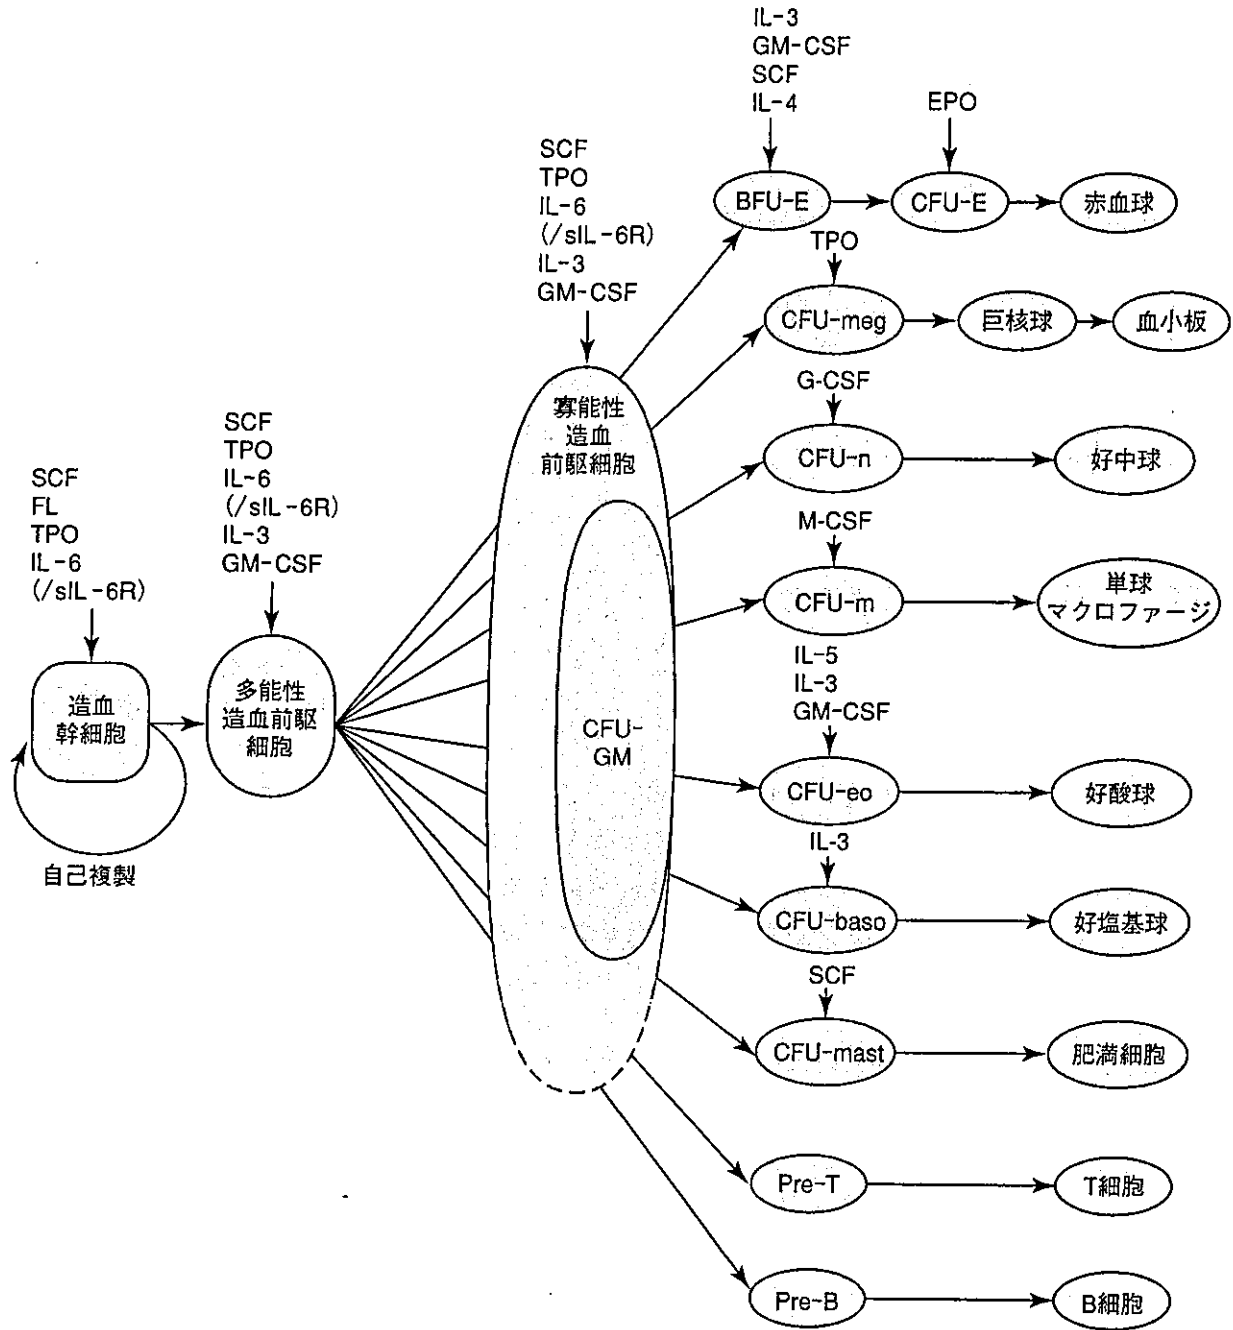 SCF
FL
TPO
IL-6
(/sIL-6R)
造血
幹細胞
自己複製
SCF
TPO
IL-6
(/sIL-6R)
IL-3
GM-CSF
多能性
造血前駆
細胞
SCF
TPO
IL-6
(/sIL-6R)
IL-3
GM-CSF
寡能性
造血
前駆細胞
CFU-
GM
IL-3
GM-CSF
SCF
IL-4
BFU-E
EPO
CFU-E
赤血球
TPO
CFU-meg
巨核球
血小板
G-CSF
CFU-n
好中球
M-CSF
CFU-m
単球
マクロファージ
IL-5
IL-3
GM-CSF
CFU-eo
好酸球
IL-3
CFU-baso
好塩基球
SCF
CFU-mast
肥満細胞
Pre-T
T細胞
Pre-B
B細胞